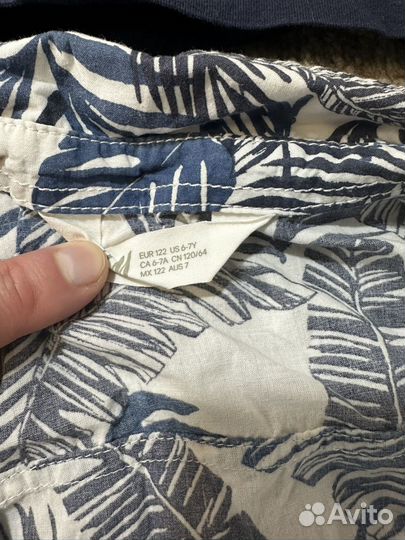 EUR 122 US 6-7Y
CA 6-7A CN 120/64
MX 122 AUS 7
Avito